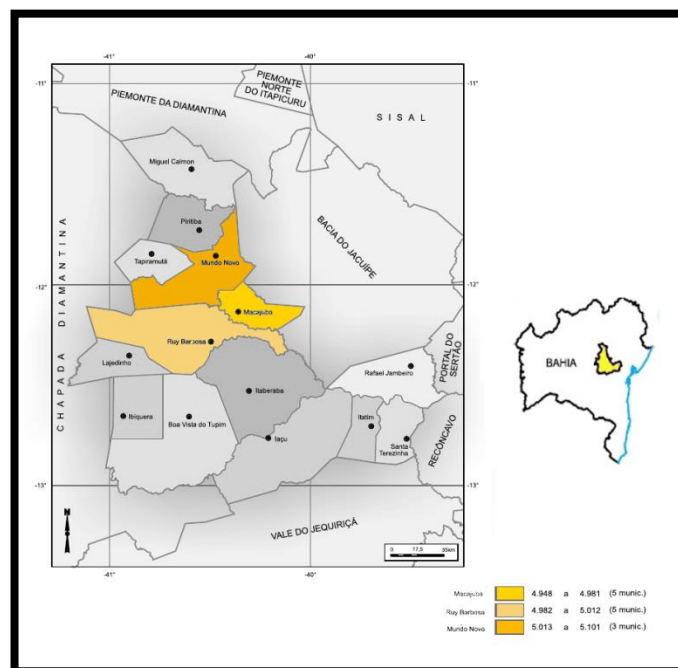 -41
-40
-11
PIEMONTE
NORTE
DO ITAPICURU
PIEMONTE DA DIAMANTINA
SISAL
Miguel Calmon
Piritiba
BACIA DO JACUÍPE
Tapiramutá
Mundo Novo
CHAPADA DIAMANTINA
-12
Macajuba
Ruy Barbosa
Lajedinho
Rafael Jambeiro
PORTAL DO
SERTÃO
Itaberaba
Ibiquera
Boa Vista do Tupim
Iaçu
Itatim
Santa
Terezinha
RECÔNCAVO
-13
N
VALE DO JEQUIRIÇÁ
0 17,5 35km
-41
-40
BAHIA
Macajuba 4.948 a 4.981 (5 munic.)
Ruy Barbosa 4.982 a 5.012 (5 munic.)
Mundo Novo 5.013 a 5.101 (3 munic.)